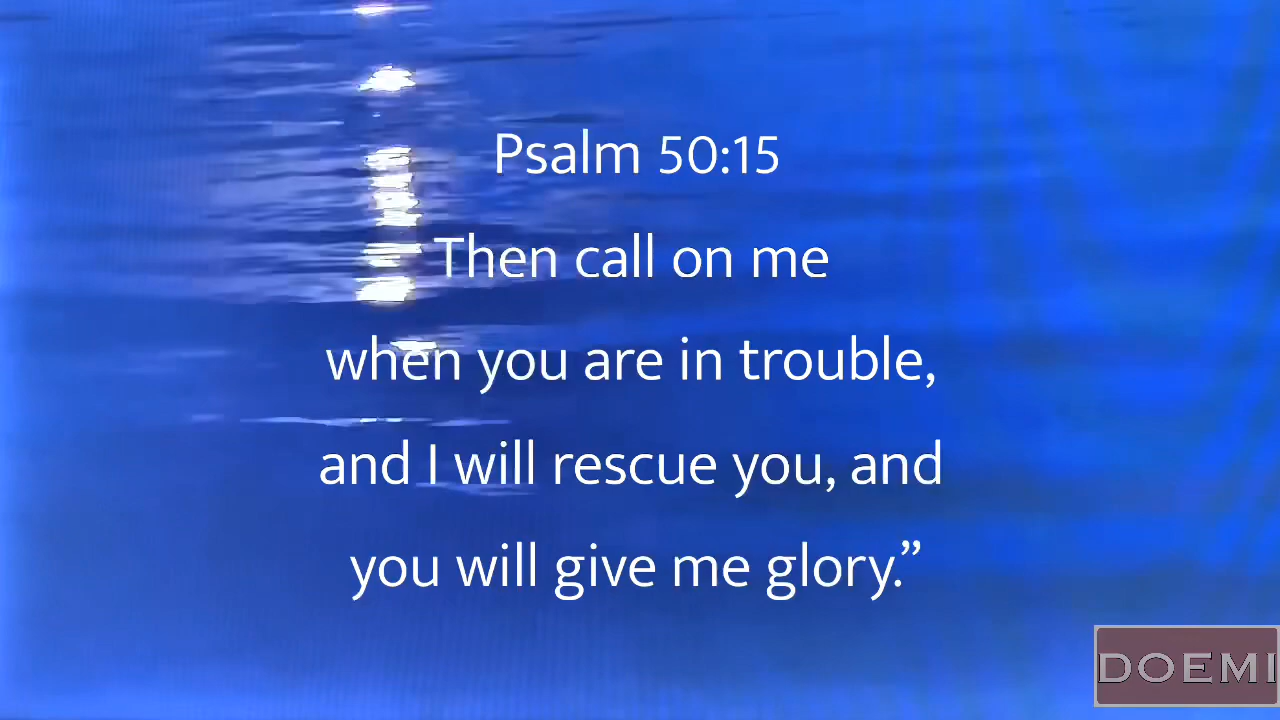 Psalm 50:15
Then call on me
when you are in trouble,
and I will rescue you, and
you will give me glory.”
DOEMI